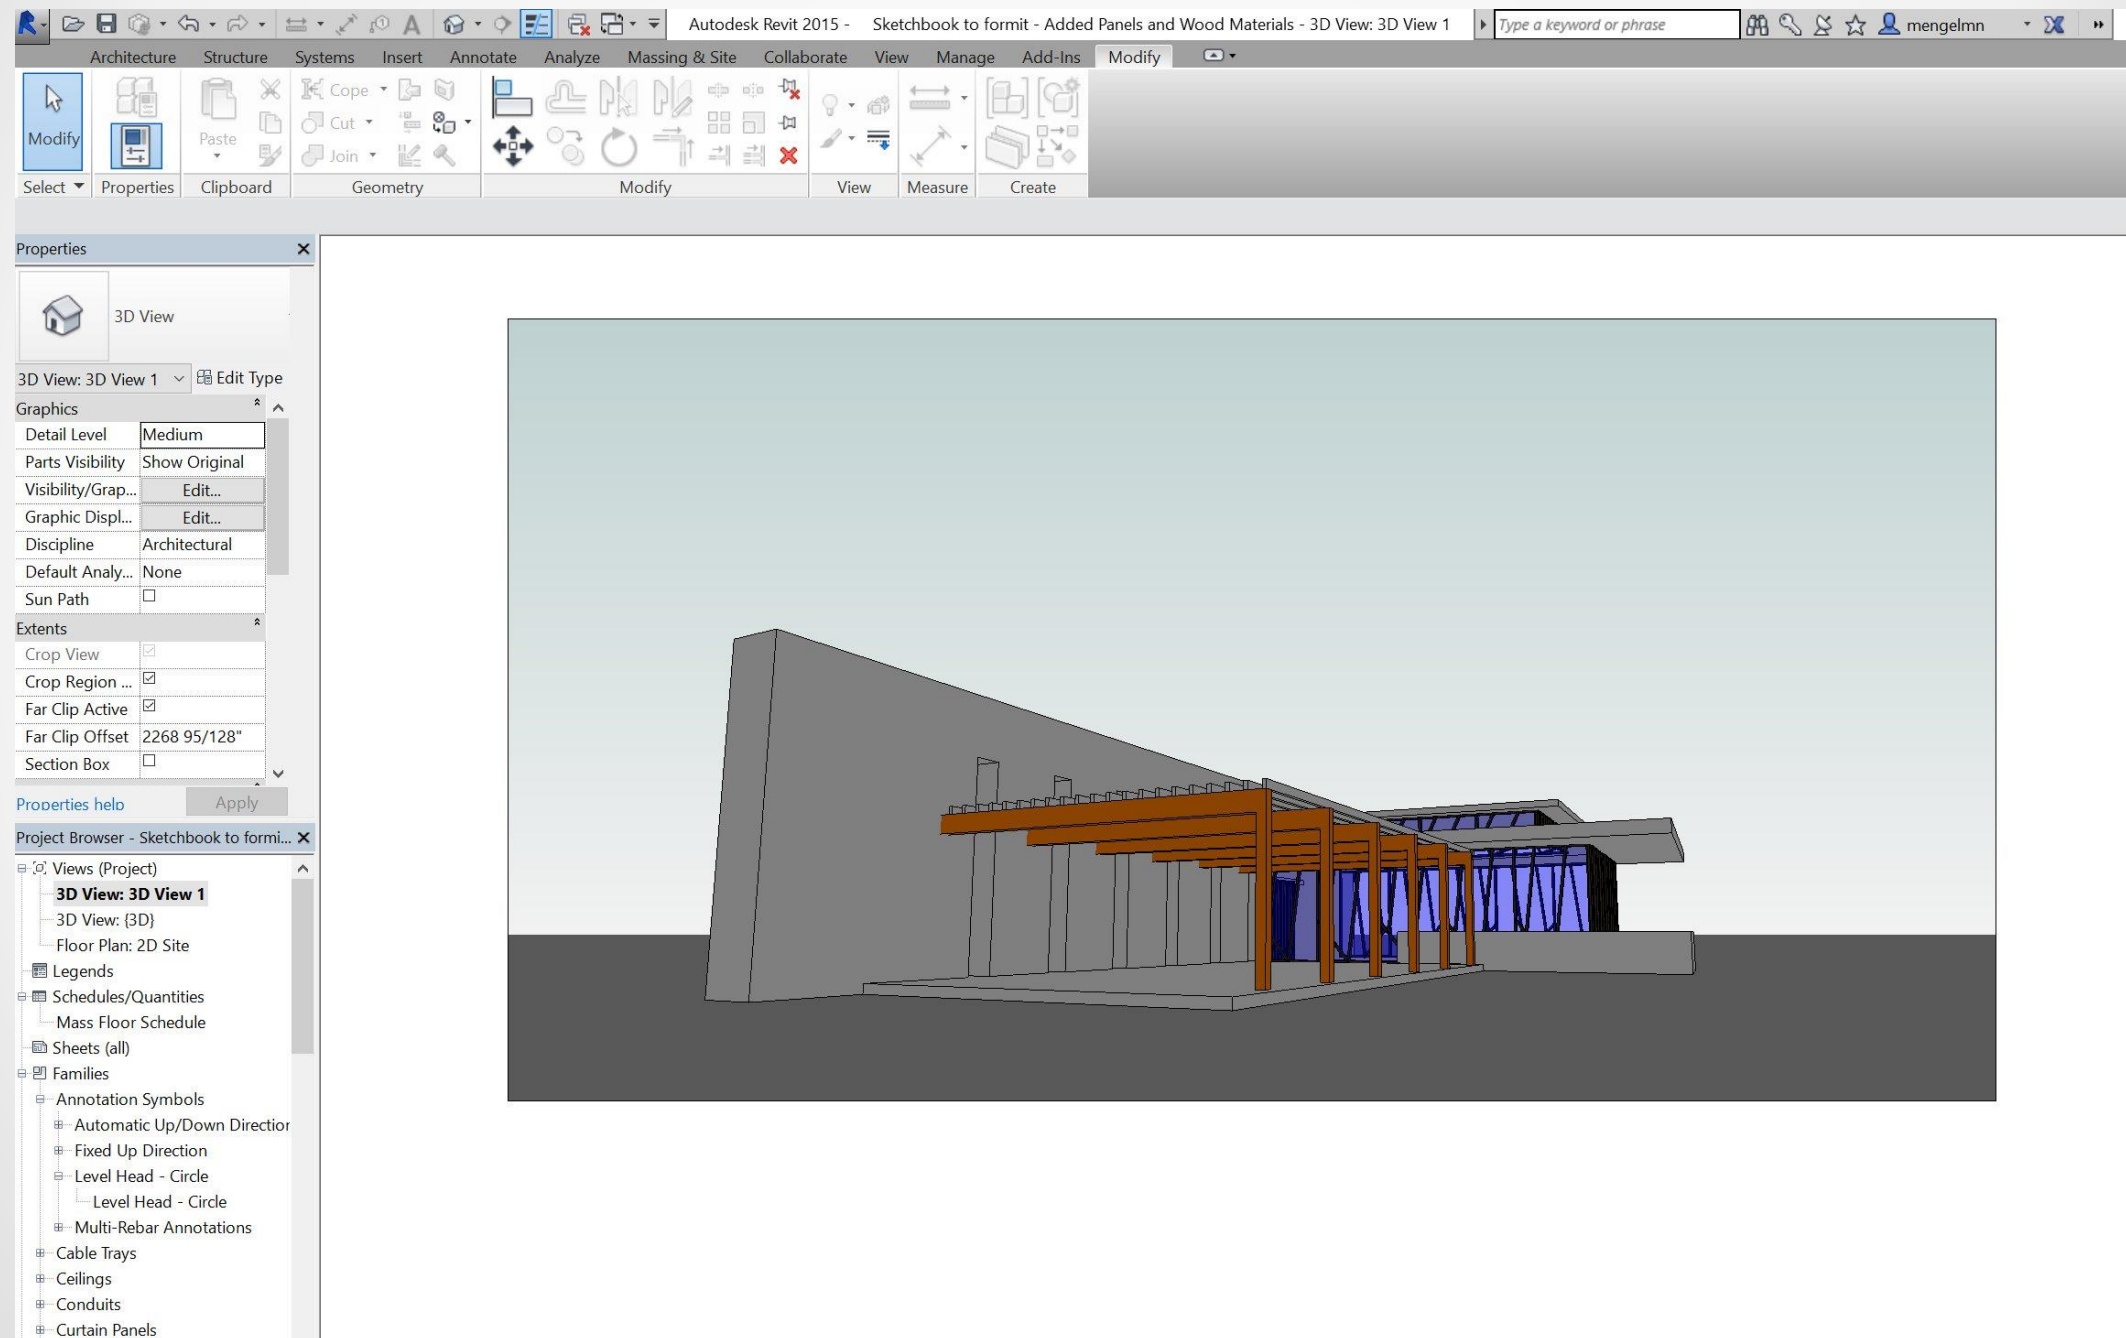 Autodesk Revit 2015 - Sketchbook to formit - Added Panels and Wood Materials - 3D View: 3D View 1 Type a keyword or phrase mengelmn
Architecture Structure Systems Insert Annotate Analyze Massing & Site Collaborate View Manage Add-Ins Modify
Modify Paste Cope
Cut
Join
Select Properties Clipboard Geometry Modify View Measure Create
Properties
3D View
3D View: 3D View 1 Edit Type
Graphics
Detail Level Medium
Parts Visibility Show Original
Visibility/Grap... Edit...
Graphic Displ... Edit...
Discipline Architectural
Default Analy... None
Sun Path
Extents
Crop View
Crop Region ...
Far Clip Active
Far Clip Offset 2268 95/128"
Section Box
Properties help Apply
Project Browser - Sketchbook to formi...
Views (Project)
3D View: 3D View 1
3D View: {3D}
Floor Plan: 2D Site
Legends
Schedules/Quantities
Mass Floor Schedule
Sheets (all)
Families
Annotation Symbols
Automatic Up/Down Direction
Fixed Up Direction
Level Head - Circle
Level Head - Circle
Multi-Rebar Annotations
Cable Trays
Ceilings
Conduits
Curtain Panels